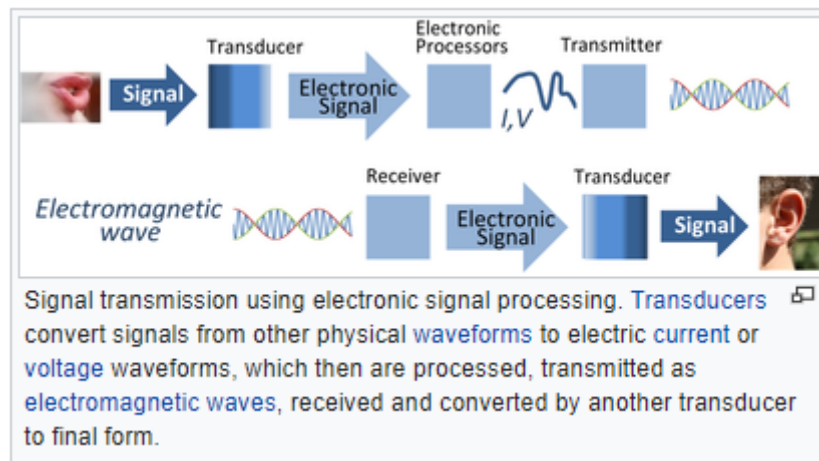 Transducer
Electronic
Processors
Transmitter
Signal
Electronic
Signal
I,V
Receiver
Transducer
Electromagnetic
wave
Electronic
Signal
Signal
Signal transmission using electronic signal processing. Transducers
convert signals from other physical waveforms to electric current or
voltage waveforms, which then are processed, transmitted as
electromagnetic waves, received and converted by another transducer
to final form.